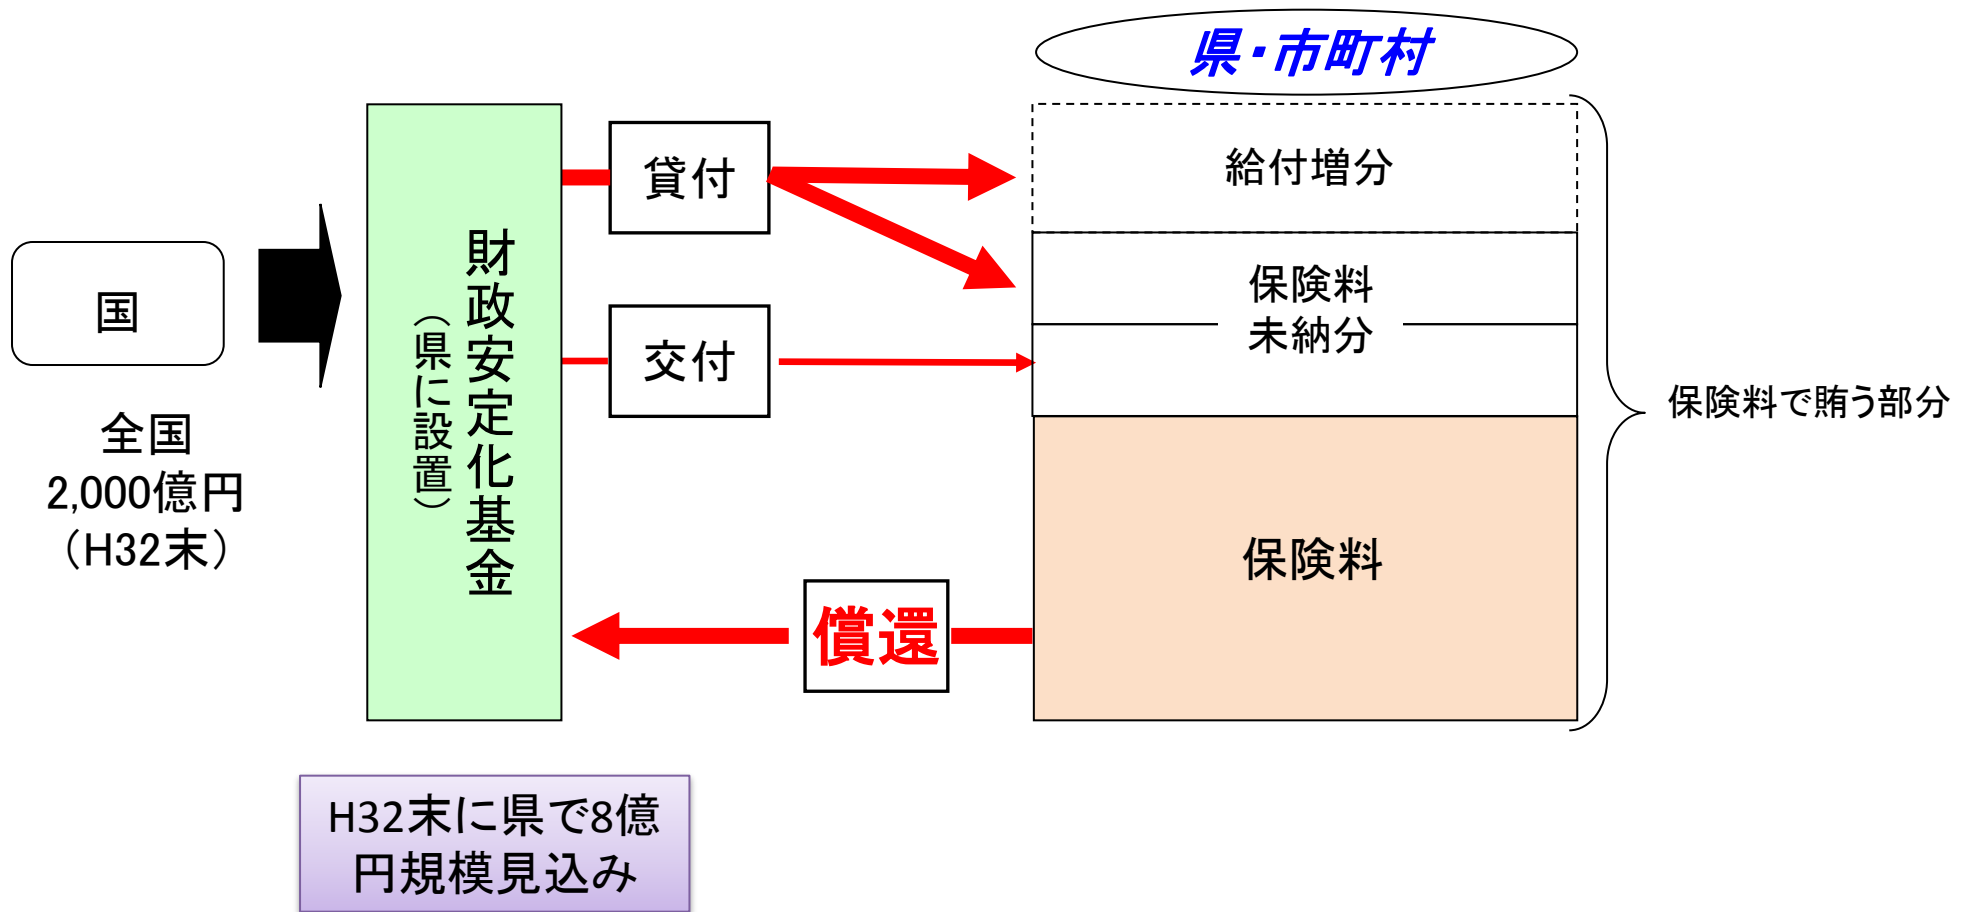 県・市町村
国
全国
2,000億円
（H32末）
財政安定化基金
（県に設置）
貸付
交付
償還
給付増分
保険料
未納分
保険料
保険料で賄う部分
H32末に県で8億
円規模見込み